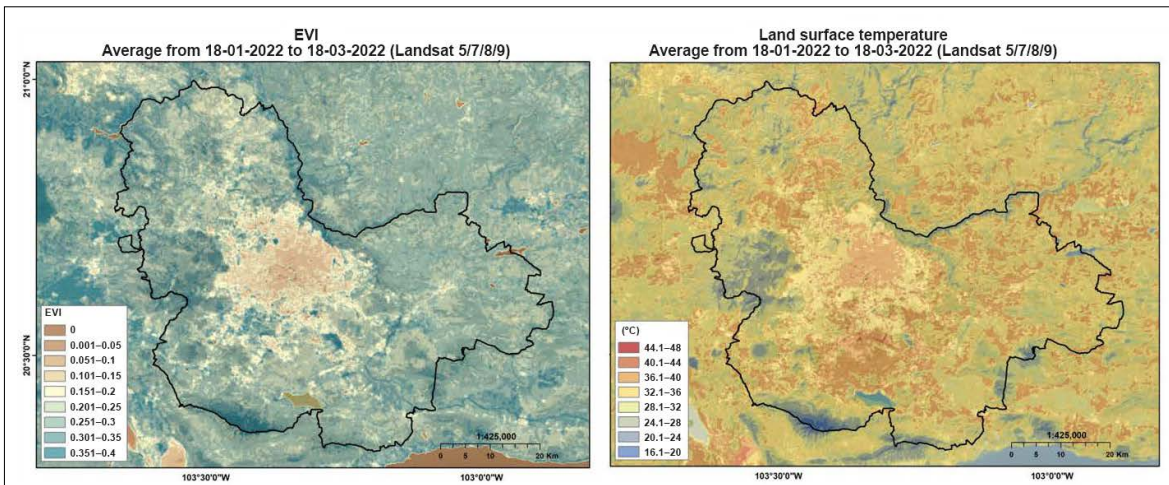 EVI
Average from 18-01-2022 to 18-03-2022 (Landsat 5/7/8/9)
21°0'0"N
20°30'0"N
EVI
0
0.001–0.05
0.051–0.1
0.101–0.15
0.151–0.2
0.201–0.25
0.251–0.3
0.301–0.35
0.351–0.4
1:425,000
0 5 10 20 Km
103°30'0"W
103°0'0"W
Land surface temperature
Average from 18-01-2022 to 18-03-2022 (Landsat 5/7/8/9)
(°C)
44.1–48
40.1–44
36.1–40
32.1–36
28.1–32
24.1–28
20.1–24
16.1–20
1:425,000
0 5 10 20 Km
103°30'0"W
103°0'0"W